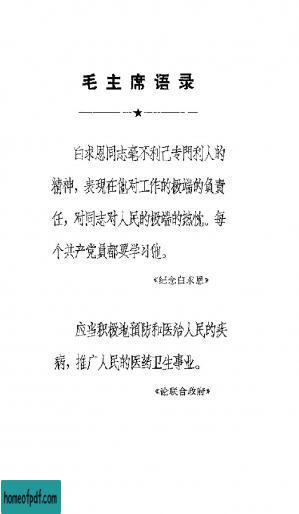 毛主席语录
白求恩同志毫不利己专门利人的
精神，表现在他对工作的极端的负责
任，对同志对人民的极端的热忱。每
个共产党员都要学习他。
《纪念白求恩》
应当积极地预防和医治人民的疾
病，推广人民的医药卫生事业。
《论联合政府》
homeofpdf.com